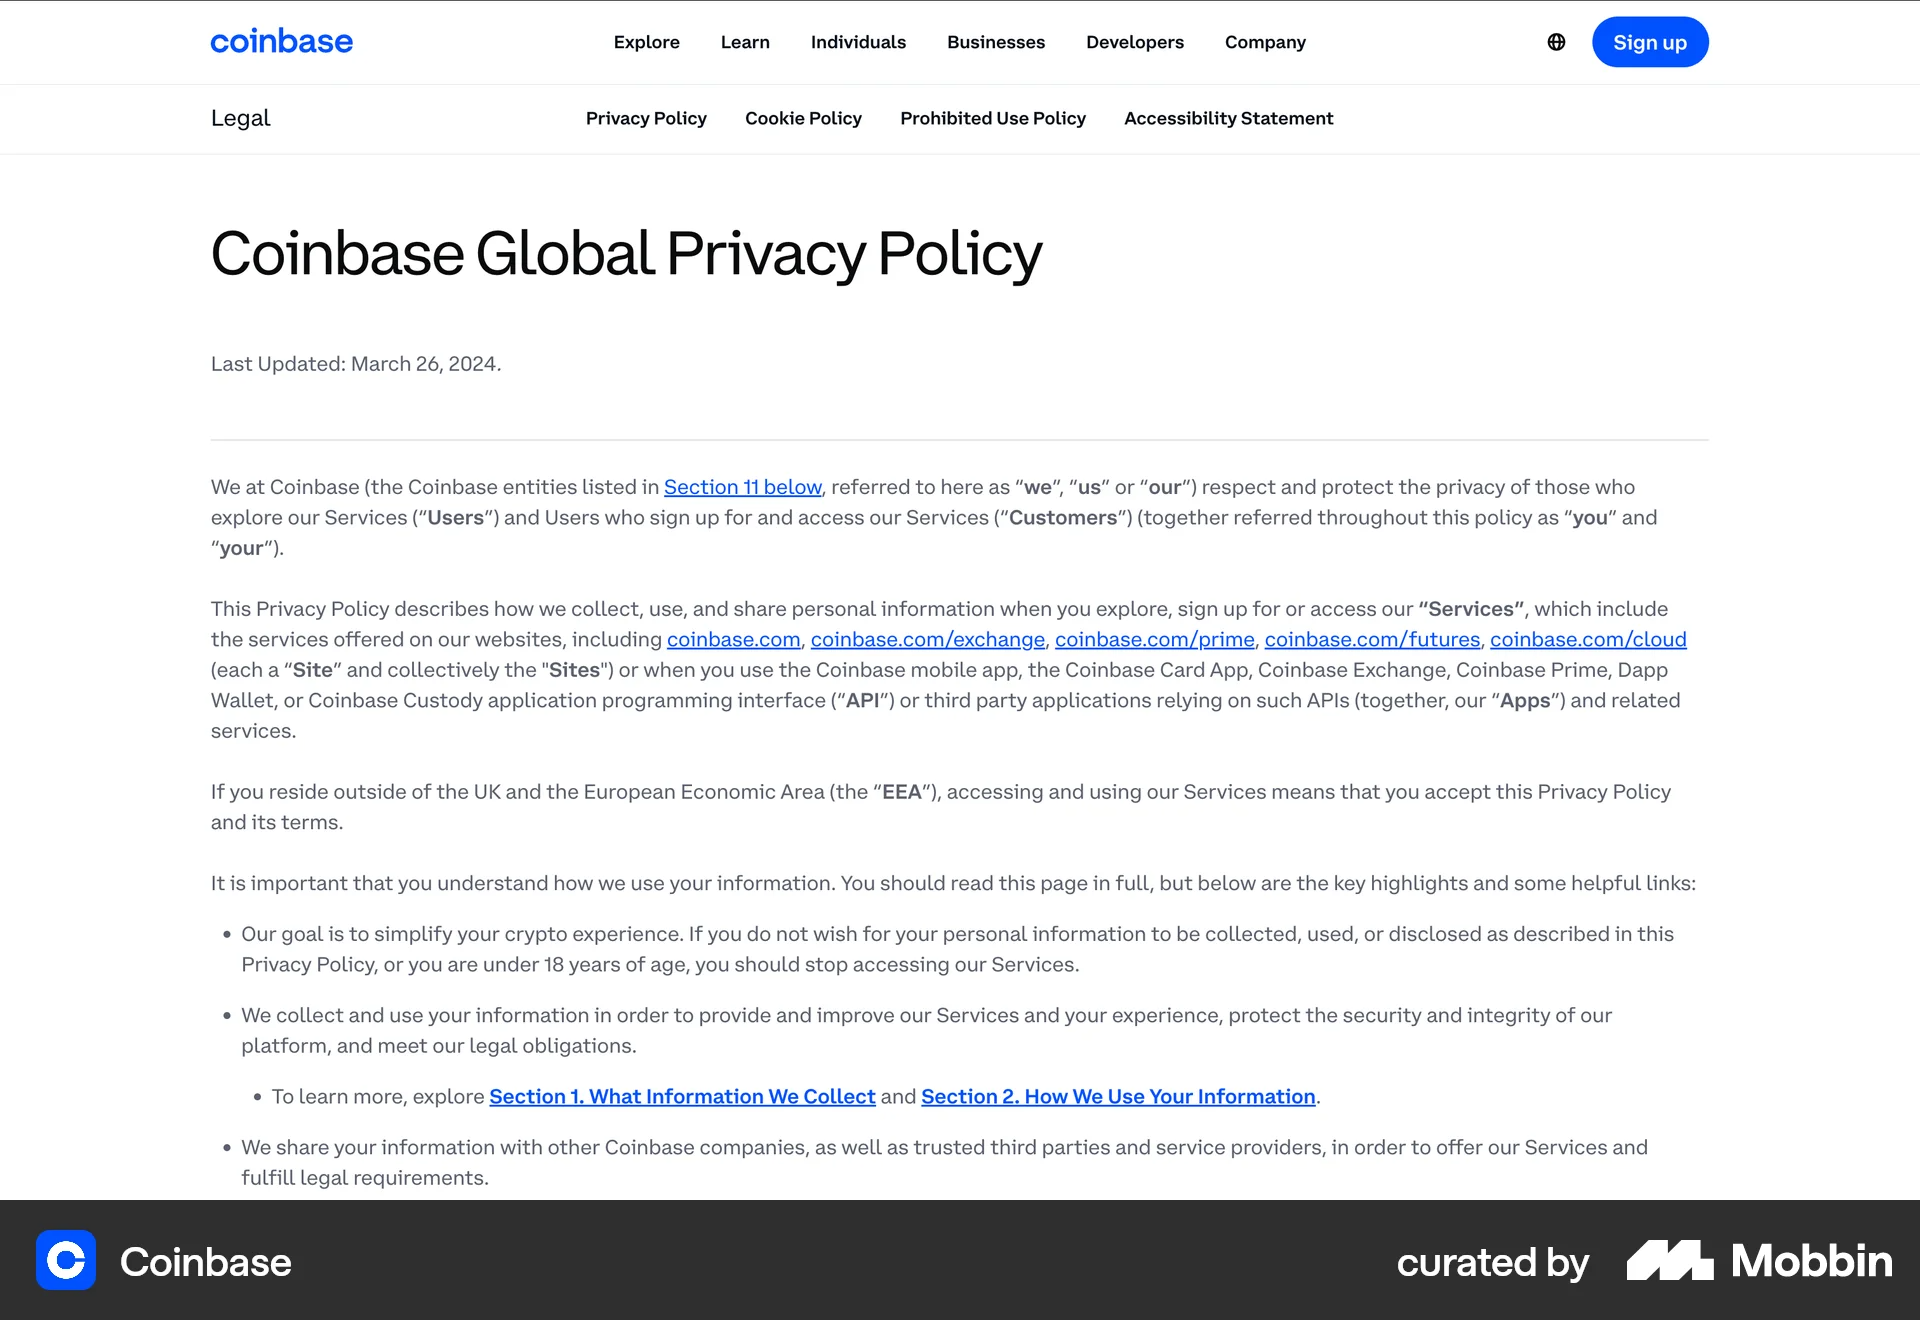 coinbase
Explore
Learn
Individuals
Businesses
Developers
Company
Sign up
Legal
Privacy Policy
Cookie Policy
Prohibited Use Policy
Accessibility Statement
Coinbase Global Privacy Policy
Last Updated: March 26, 2024.
We at Coinbase (the Coinbase entities listed in Section 11 below, referred to here as “we”, “us” or “our”) respect and protect the privacy of those who
explore our Services (“Users”) and Users who sign up for and access our Services (“Customers”) (together referred throughout this policy as “you” and
“your”).
This Privacy Policy describes how we collect, use, and share personal information when you explore, sign up for or access our “Services”, which include
the services offered on our websites, including coinbase.com, coinbase.com/exchange, coinbase.com/prime, coinbase.com/futures, coinbase.com/cloud
(each a “Site” and collectively the "Sites") or when you use the Coinbase mobile app, the Coinbase Card App, Coinbase Exchange, Coinbase Prime, Dapp
Wallet, or Coinbase Custody application programming interface (“API”) or third party applications relying on such APIs (together, our “Apps”) and related
services.
If you reside outside of the UK and the European Economic Area (the “EEA”), accessing and using our Services means that you accept this Privacy Policy
and its terms.
It is important that you understand how we use your information. You should read this page in full, but below are the key highlights and some helpful links:
• Our goal is to simplify your crypto experience. If you do not wish for your personal information to be collected, used, or disclosed as described in this
Privacy Policy, or you are under 18 years of age, you should stop accessing our Services.
• We collect and use your information in order to provide and improve our Services and your experience, protect the security and integrity of our
platform, and meet our legal obligations.
• To learn more, explore Section 1. What Information We Collect and Section 2. How We Use Your Information.
• We share your information with other Coinbase companies, as well as trusted third parties and service providers, in order to offer our Services and
fulfill legal requirements.
Coinbase
curated by Mobbin